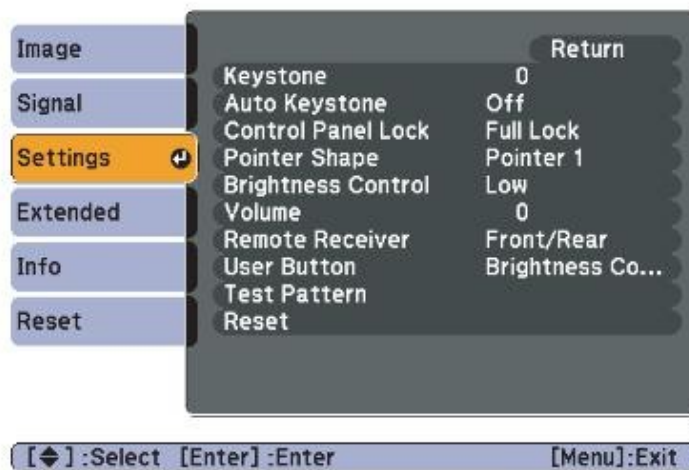 Image
Signal
Settings
Extended
Info
Reset
Return
Keystone 0
Auto Keystone Off
Control Panel Lock Full Lock
Pointer Shape Pointer 1
Brightness Control Low
Volume 0
Remote Receiver Front/Rear
User Button Brightness Co...
Test Pattern
Reset
[◆] :Select [Enter] :Enter [Menu]:Exit